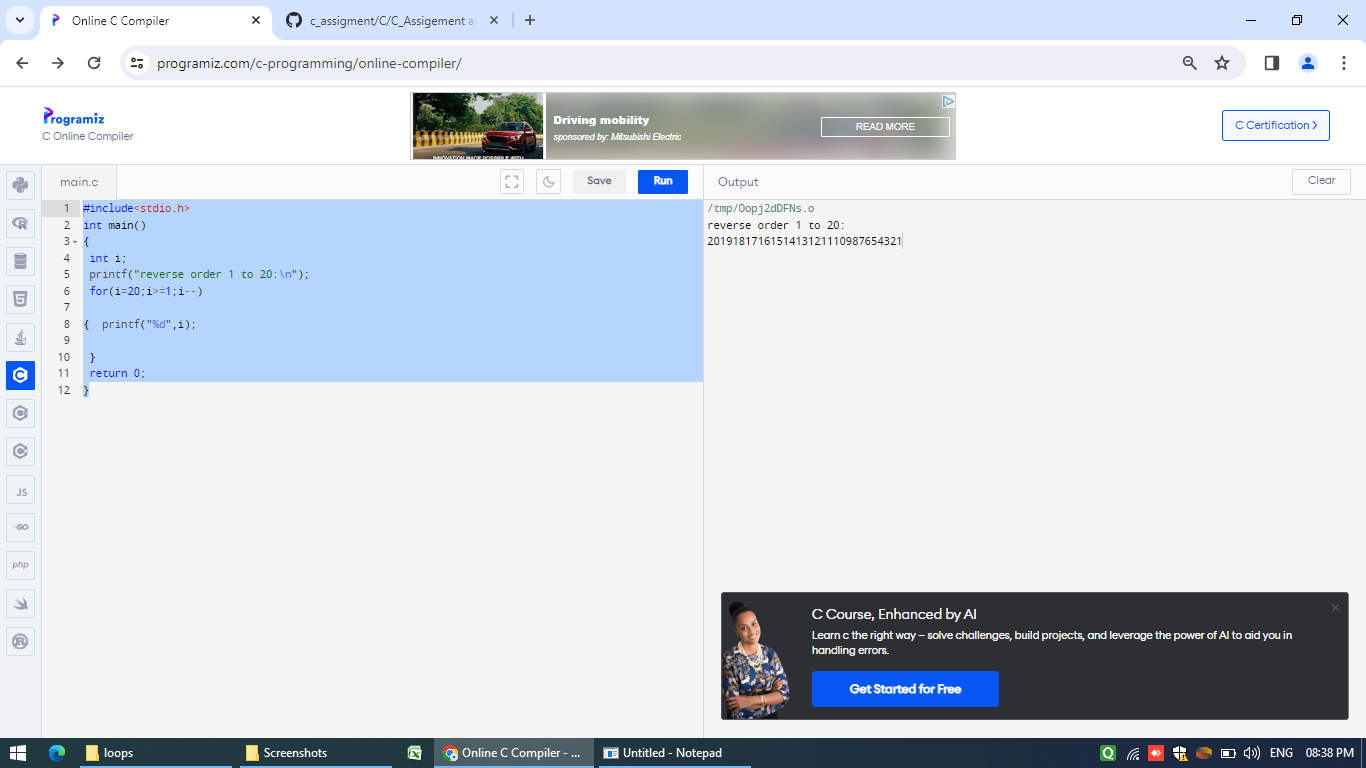 Online C Compiler
c_assigment/C/C_Assigement a
programiz.com/c-programming/online-compiler/
Programiz
C Online Compiler
Driving mobility
sponsored by: Mitsubishi Electric
READ MORE
INNOVATION MADE POSSIBLE WITH
C Certification >
main.c
Save
Run
Output
Clear
1 #include<stdio.h>
2 int main()
3 {
4 int i;
5 printf("reverse order 1 to 20:\n");
6 for(i=20;i>=1;i--)
7
8 {  printf("%d",i);
9
10 }
11 return 0;
12 }
/tmp/Oopj2dDFNs.o
reverse order 1 to 20:
2019181716151413121110987654321
R
5
C
C
C
JS
GO
php
C Course, Enhanced by AI
Learn c the right way – solve challenges, build projects, and leverage the power of AI to aid you in
handling errors.
Get Started for Free
loops
Screenshots
Online C Compiler - ...
Untitled - Notepad
ENG
08:38 PM